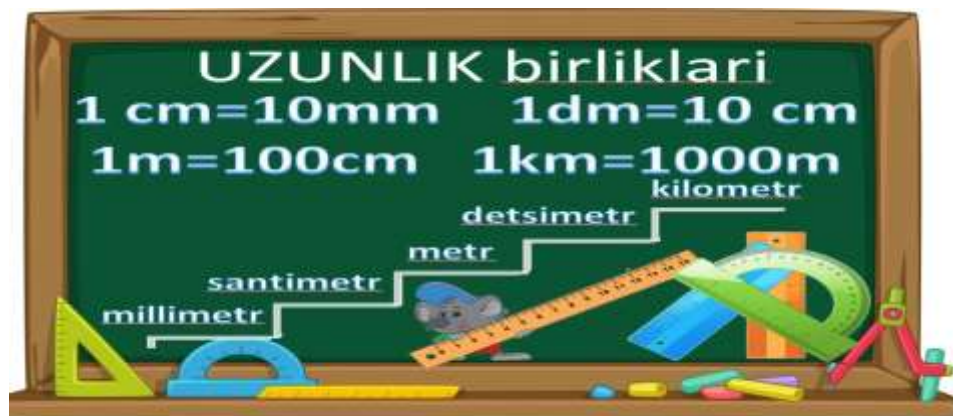 UZUNLIK birliklari
1 cm=10mm 1dm=10 cm
1m=100cm 1km=1000m
kilometr
detsimetr
metr
santimetr
millimetr